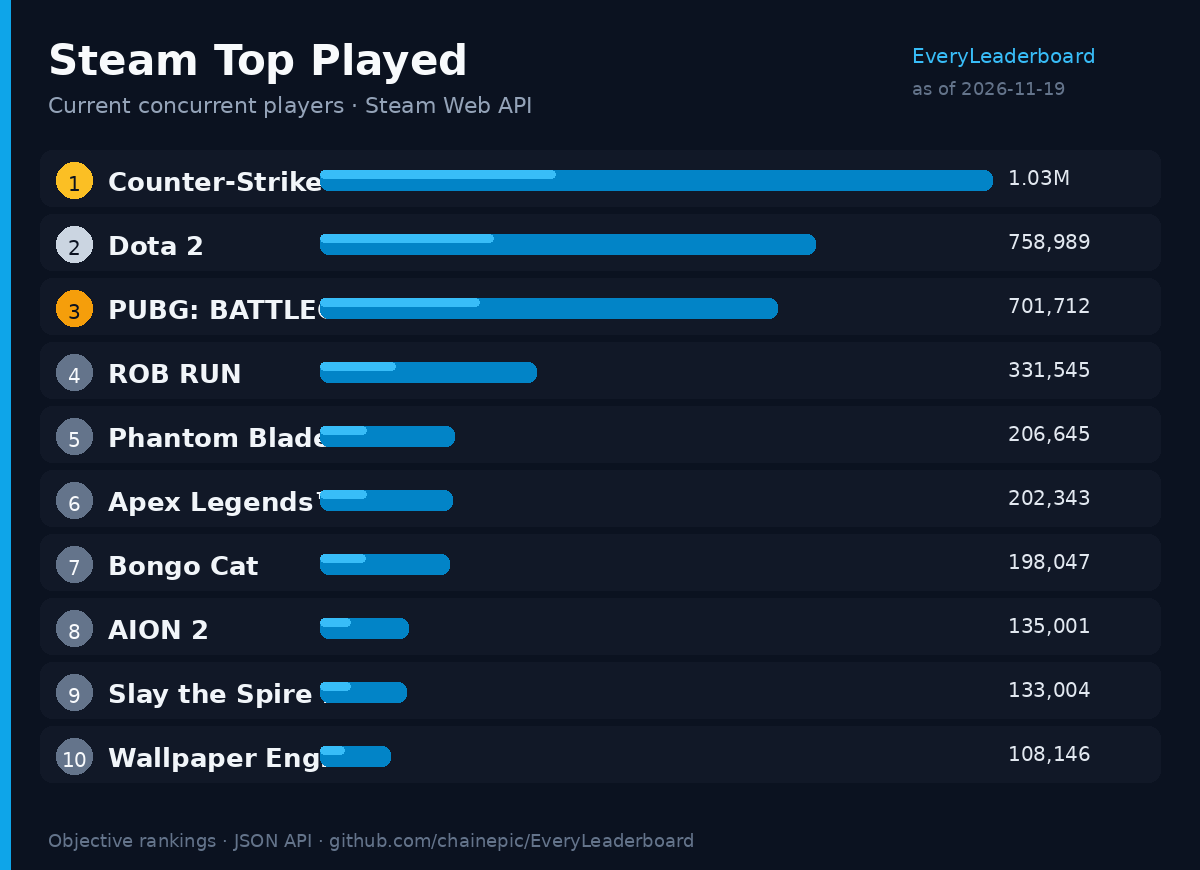 Steam Top Played
EveryLeaderboard
Current concurrent players · Steam Web API
as of 2026-11-19
1 Counter-Strike 1.03M
2 Dota 2 758,989
3 PUBG: 701,712
4 ROB RUN 331,545
5 Phantom Blade 206,645
6 Apex Legends 202,343
7 Bongo Cat 198,047
8 AION 2 135,001
9 Slay the Spire 133,004
10 Wallpaper 108,146
Objective rankings · JSON API · github.com/chainepic/EveryLeaderboard